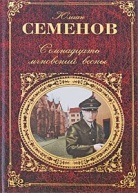 Юлиан
СЕМЕНОВ
Семнадцать
мгновений весны